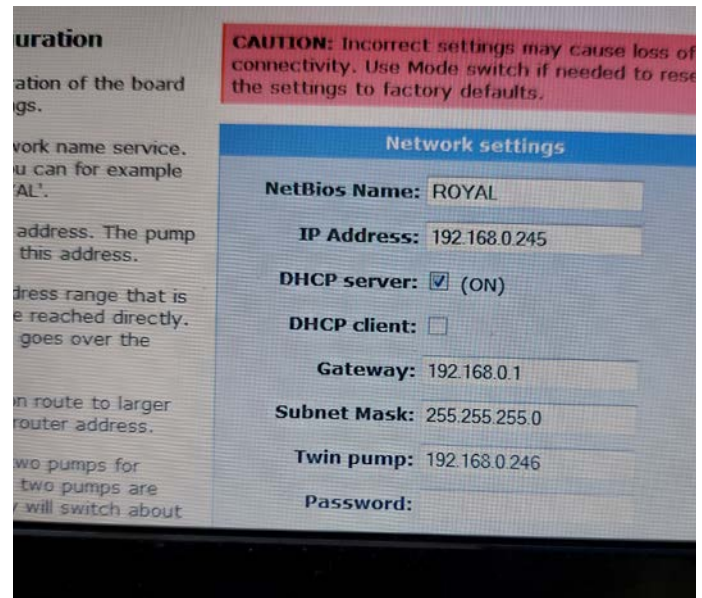 uration
ation of the board
gs.
work name service.
u can for example
AL'.
address. The pump
this address.
dress range that is
e reached directly.
goes over the
on route to larger
router address.
wo pumps for
two pumps are
will switch about
CAUTION: Incorrect settings may cause loss of
connectivity. Use Mode switch if needed to rese
the settings to factory defaults.
Network settings
NetBios Name: ROYAL
IP Address: 192.168.0.245
DHCP server: (ON)
DHCP client:
Gateway: 192.168.0.1
Subnet Mask: 255.255.255.0
Twin pump: 192.168.0.246
Password: